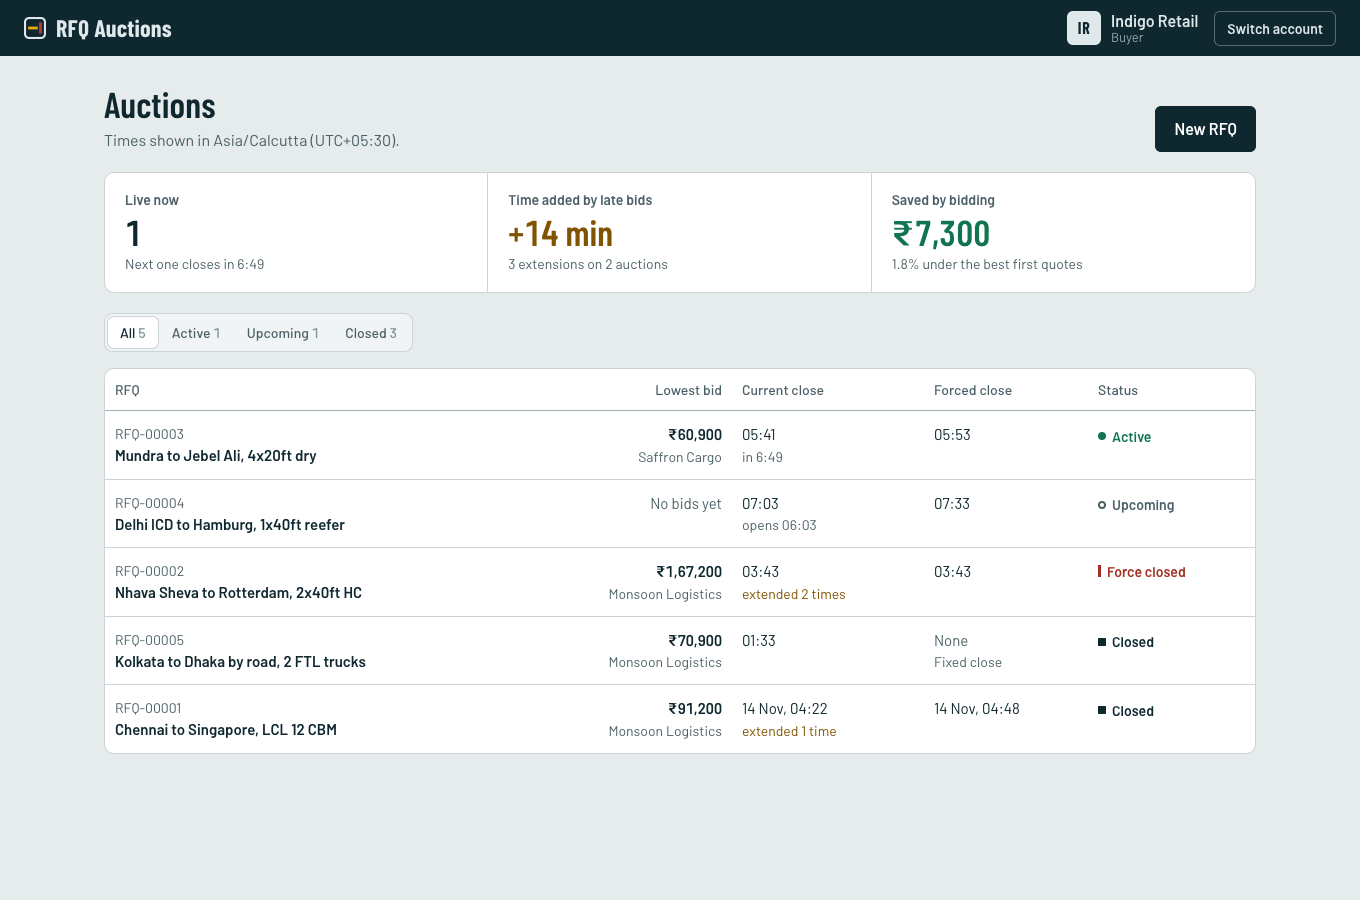 RFQ Auctions
IR
Indigo Retail
Buyer
Switch account
Auctions
Times shown in Asia/Calcutta (UTC+05:30).
New RFQ
Live now
1
Next one closes in 6:49
Time added by late bids
+14 min
3 extensions on 2 auctions
Saved by bidding
₹7,300
1.8% under the best first quotes
All 5 Active 1 Upcoming 1 Closed 3
RFQ Lowest bid Current close Forced close Status
RFQ-00003 ₹60,900 05:41 05:53 Active
Mundra to Jebel Ali, 4x20ft dry Saffron Cargo in 6:49
RFQ-00004 No bids yet 07:03 07:33 Upcoming
Delhi ICD to Hamburg, 1x40ft reefer opens 06:03
RFQ-00002 ₹1,67,200 03:43 03:43 Force closed
Nhava Sheva to Rotterdam, 2x40ft HC Monsoon Logistics extended 2 times
RFQ-00005 ₹70,900 01:33 None Closed
Kolkata to Dhaka by road, 2 FTL trucks Monsoon Logistics Fixed close
RFQ-00001 ₹91,200 14 Nov, 04:22 14 Nov, 04:48 Closed
Chennai to Singapore, LCL 12 CBM Monsoon Logistics extended 1 time